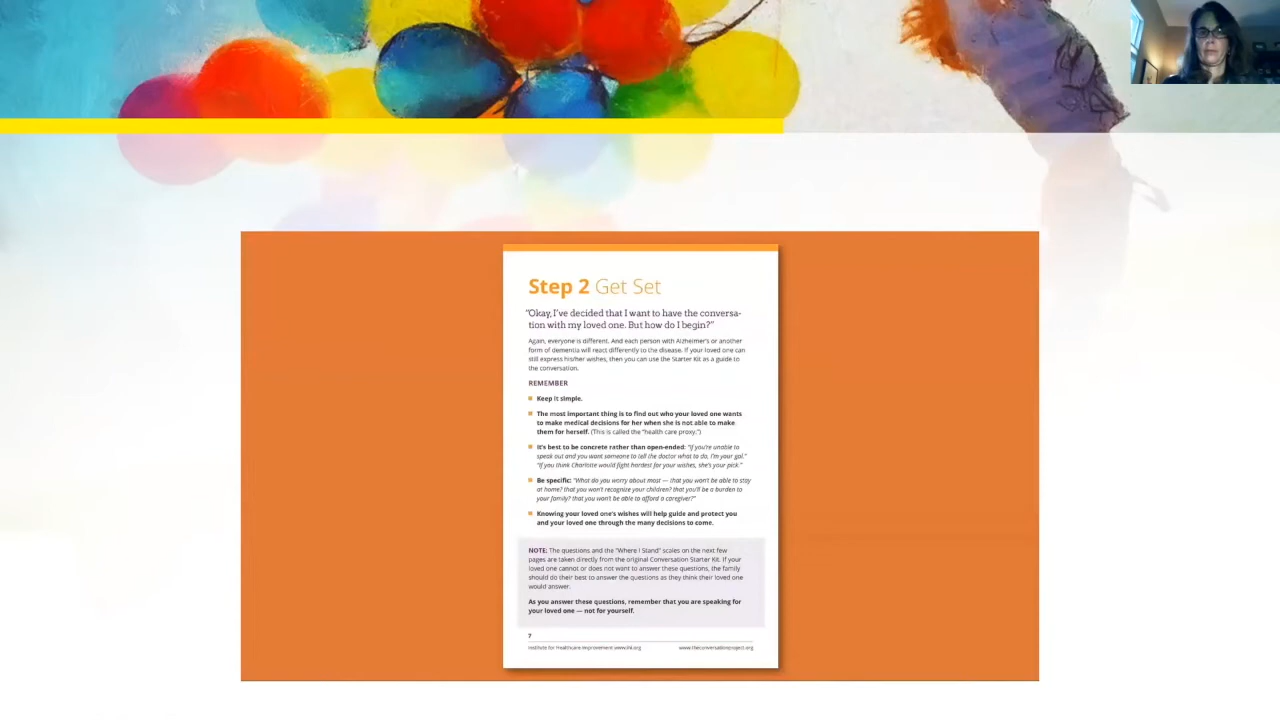 Step 2 Get Set
“Okay, I’ve decided that I want to have the conversa-
tion with my loved one. But how do I begin?”
Again, everyone is different. And each person with Alzheimer’s or another
form of dementia will react differently to the disease. If your loved one can
still express his/her wishes, then you can use the Starter Kit as a guide to
the conversation.
REMEMBER
Keep it simple.
The most important thing is to find out who your loved one wants
to make medical decisions for her when she is not able to make
them for herself. (This is called the “health care proxy.”)
It’s best to be concrete rather than open-ended: “If you’re unable to
speak out and you want someone to tell the doctor what to do, I’m your gal.”
“If you think Charlotte would fight hardest for your wishes, she’s your pick.”
Be specific: “What do you worry about most — that you won’t be able to stay
at home? that you won’t recognize your children? that you’ll be a burden to
your family? that you won’t be able to afford a caregiver?”
Knowing your loved one’s wishes will help guide and protect you
and your loved one through the many decisions to come.
NOTE: The questions and the “Where I Stand” scales on the next few
pages are taken directly from the original Conversation Starter Kit. If your
loved one cannot or does not want to answer these questions, the family
should do their best to answer the questions as they think their loved one
would answer.
As you answer these questions, remember that you are speaking for
your loved one — not for yourself.
7
Institute for Healthcare Improvement www.ihi.org www.theconversationproject.org